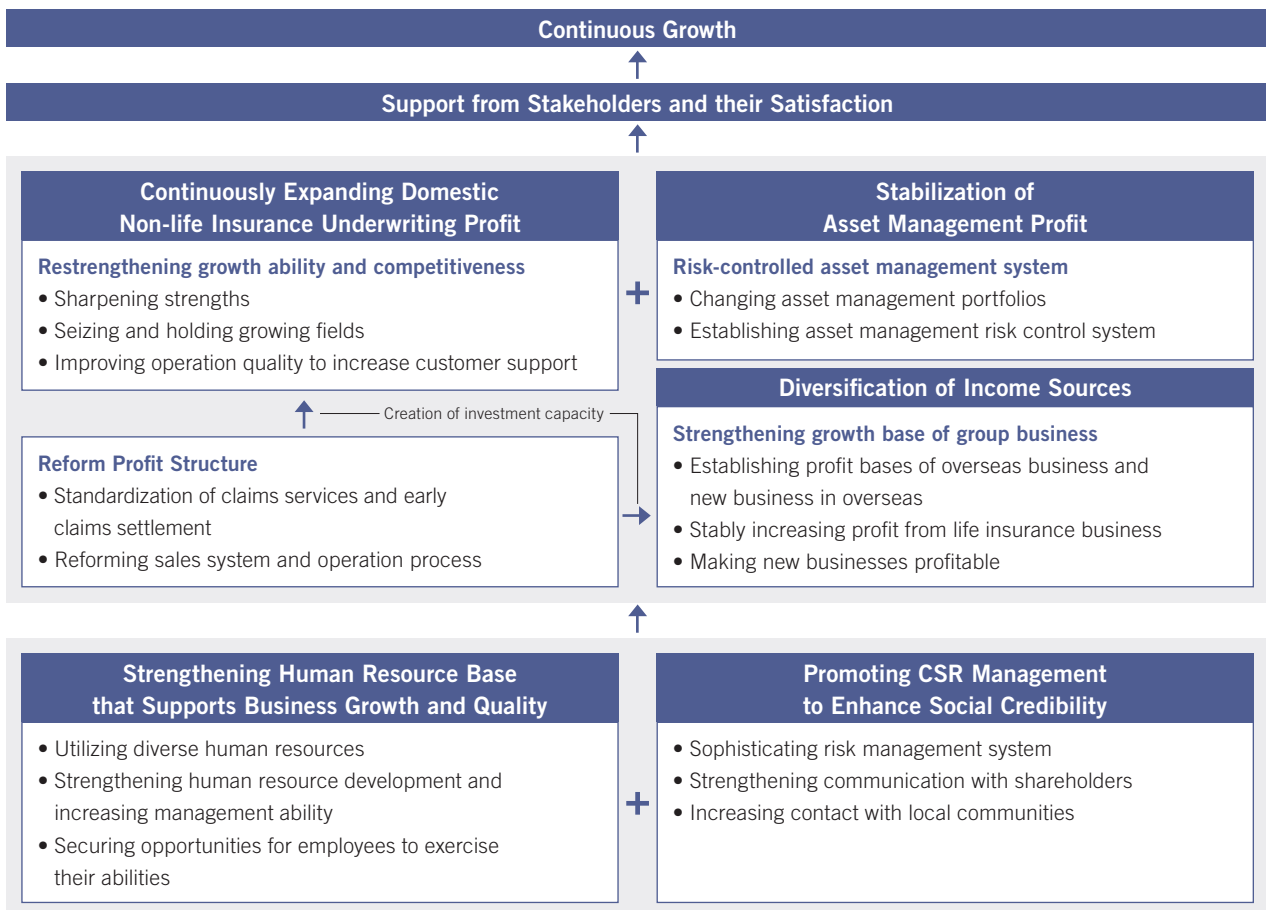 Continuous Growth
Support from Stakeholders and their Satisfaction
Continuously Expanding Domestic
Non-life Insurance Underwriting Profit
Restrengthening growth ability and competitiveness
• Sharpening strengths
• Seizing and holding growing fields
• Improving operation quality to increase customer support
+
Stabilization of
Asset Management Profit
Risk-controlled asset management system
• Changing asset management portfolios
• Establishing asset management risk control system
Creation of investment capacity
Reform Profit Structure
• Standardization of claims services and early
claims settlement
• Reforming sales system and operation process
Diversification of Income Sources
Strengthening growth base of group business
• Establishing profit bases of overseas business and
new business in overseas
• Stably increasing profit from life insurance business
• Making new businesses profitable
Strengthening Human Resource Base
that Supports Business Growth and Quality
• Utilizing diverse human resources
• Strengthening human resource development and
increasing management ability
• Securing opportunities for employees to exercise
their abilities
+
Promoting CSR Management
to Enhance Social Credibility
• Sophisticating risk management system
• Strengthening communication with shareholders
• Increasing contact with local communities